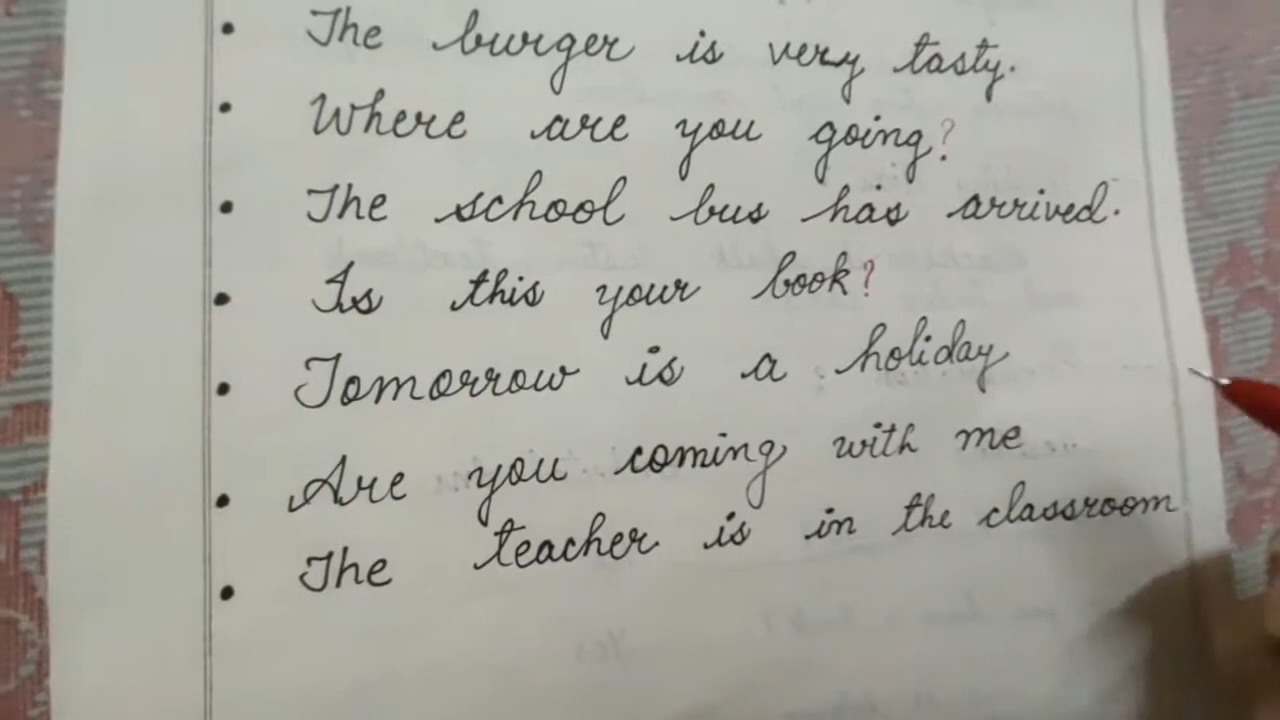 • The burger is very tasty.
• Where are you going?
• The school bus has arrived.
• Is this your book?
• Tomorrow is a holiday
• Are you coming with me
• The teacher is in the classroom